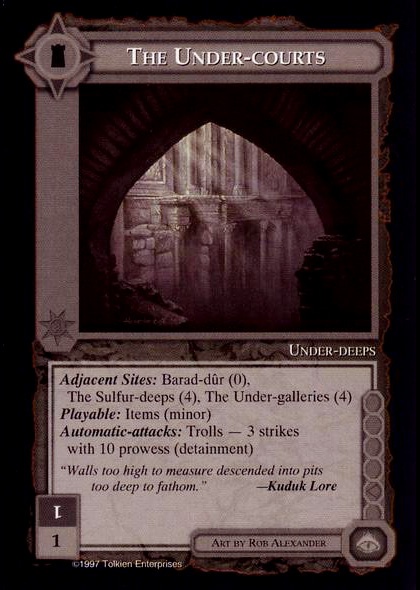 The Under-courts
Under-deeps
Adjacent Sites: Barad-dûr (0),
The Sulfur-deeps (4), The Under-galleries (4)
Playable: Items (minor)
Automatic-attacks: Trolls — 3 strikes
with 10 prowess (detainment)
“Walls too high to measure descended into pits
too deep to fathom.” —Kuduk Lore
1
1
Art by Rob Alexander
©1997 Tolkien Enterprises